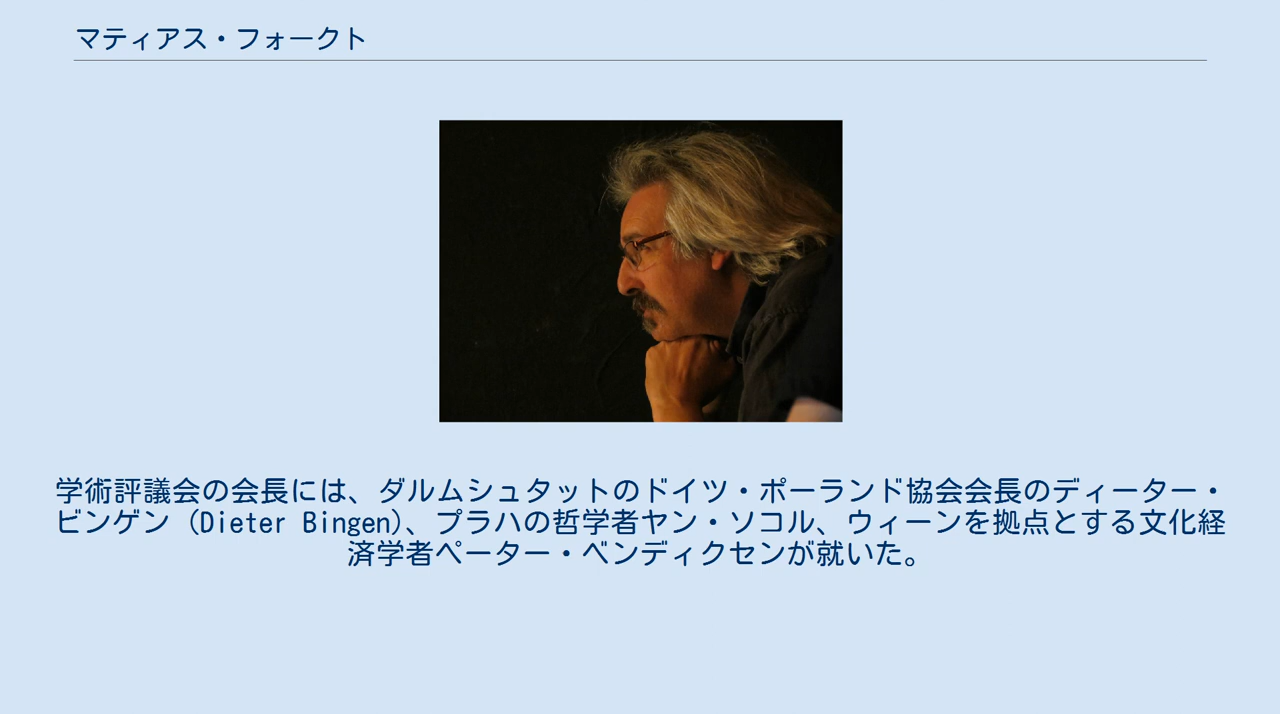 マティアス・フォークト
学術評議会の会長には、ダルムシュタットのドイツ・ポーランド協会会長のディーター・
ビンゲン (Dieter Bingen)、プラハの哲学者ヤン・ソコル、ウィーンを拠点とする文化経
済学者ペーター・ベンディクセンが就いた。